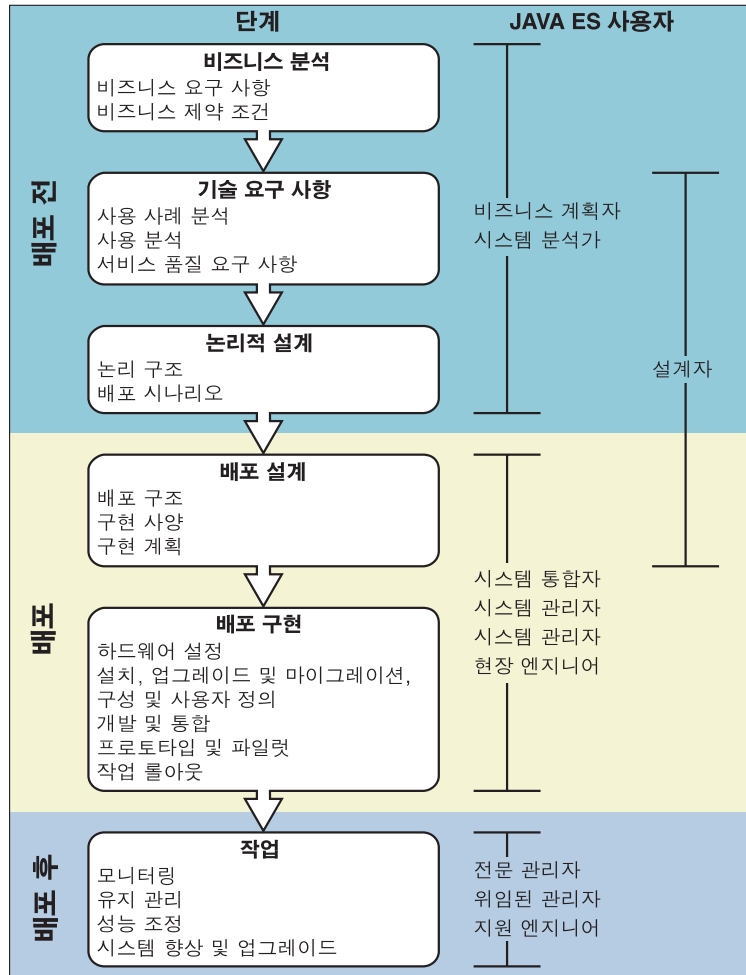 단계
JAVA ES 사용자
배포 전
비즈니스 분석
비즈니스 요구 사항
비즈니스 제약 조건
기술 요구 사항
사용 사례 분석
사용 분석
서비스 품질 요구 사항
논리적 설계
논리 구조
배포 시나리오
비즈니스 계획자
시스템 분석가
설계자
배포
배포 설계
배포 구조
구현 사양
구현 계획
배포 구현
하드웨어 설정
설치, 업그레이드 및 마이그레이션,
구성 및 사용자 정의
개발 및 통합
프로토타입 및 파일럿
작업 롤아웃
시스템 통합자
시스템 관리자
시스템 관리자
현장 엔지니어
배포 후
작업
모니터링
유지 관리
성능 조정
시스템 향상 및 업그레이드
전문 관리자
위임된 관리자
지원 엔지니어